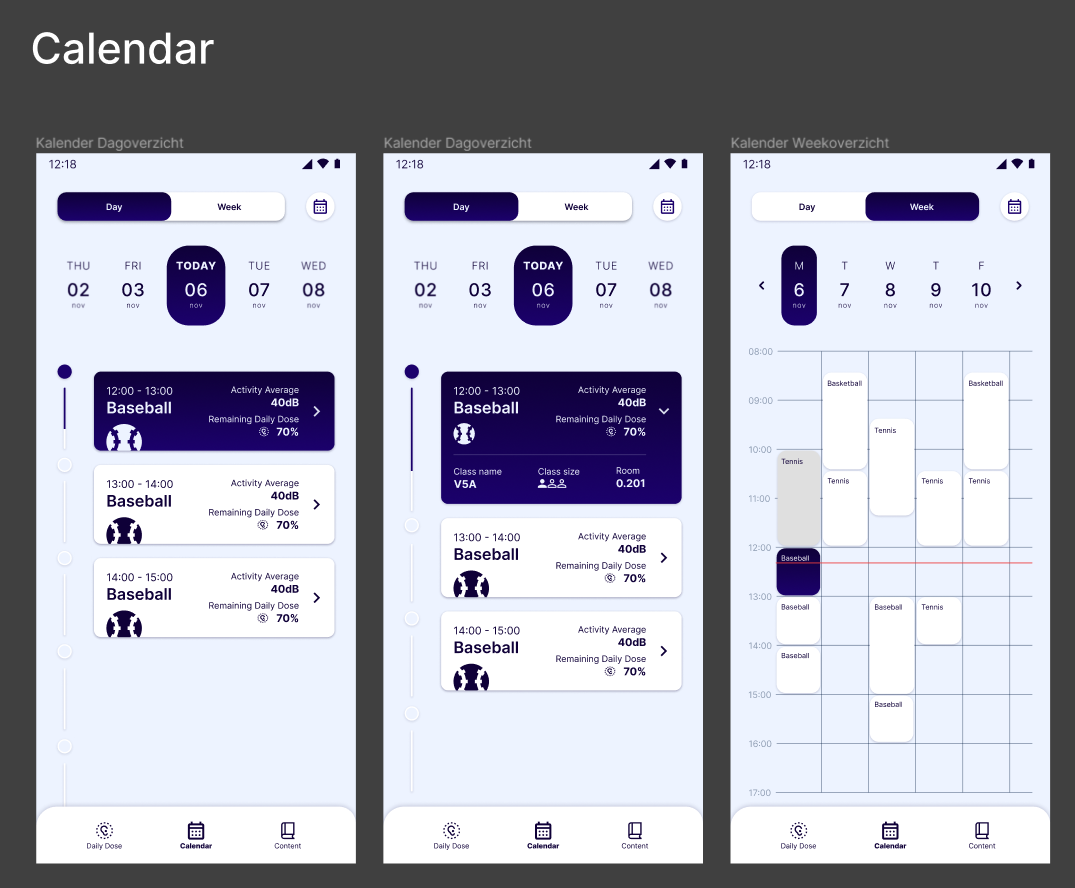 Calendar
Kalender Dagoverzicht
12:18
Day Week
THU FRI TODAY TUE WED
02 03 06 07 08
nov nov nov nov nov
12:00 - 13:00
Baseball
Activity Average
40dB
Remaining Daily Dose
70%
13:00 - 14:00
Baseball
Activity Average
40dB
Remaining Daily Dose
70%
14:00 - 15:00
Baseball
Activity Average
40dB
Remaining Daily Dose
70%
Daily Dose Calendar Content
Kalender Dagoverzicht
12:18
Day Week
THU FRI TODAY TUE WED
02 03 06 07 08
nov nov nov nov nov
12:00 - 13:00
Baseball
Activity Average
40dB
Remaining Daily Dose
70%
Class name Class size Room
V5A 0.201
13:00 - 14:00
Baseball
Activity Average
40dB
Remaining Daily Dose
70%
14:00 - 15:00
Baseball
Activity Average
40dB
Remaining Daily Dose
70%
Daily Dose Calendar Content
Kalender Weekoverzicht
12:18
Day Week
M T W T F
6 7 8 9 10
nov nov nov nov nov
08:00
Basketball Basketball
09:00
Tennis
10:00
Tennis
Tennis Tennis Tennis
11:00
12:00
Baseball
13:00
Baseball Baseball Tennis
14:00
Baseball
15:00
Baseball
16:00
17:00
Daily Dose Calendar Content